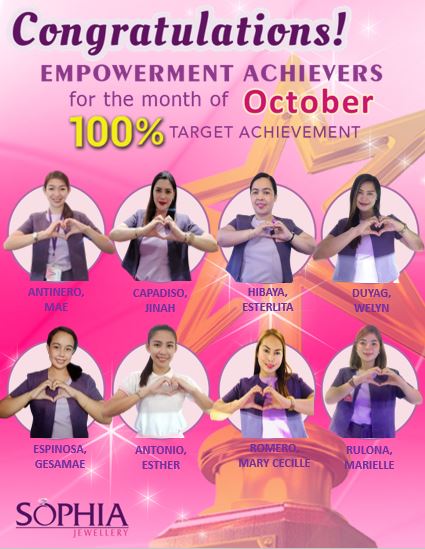 Congratulations!
EMPOWERMENT ACHIEVERS
for the month of October
100% TARGET ACHIEVEMENT
ANTINERO,
MAE
CAPADISO,
JINAH
HIBAYA,
ESTERLITA
DUYAG,
WELYN
ESPINOSA,
GESAMAE
ANTONIO,
ESTHER
ROMERO,
MARY CECILLE
RULONA,
MARIELLE
SOPHIA
JEWELLERY